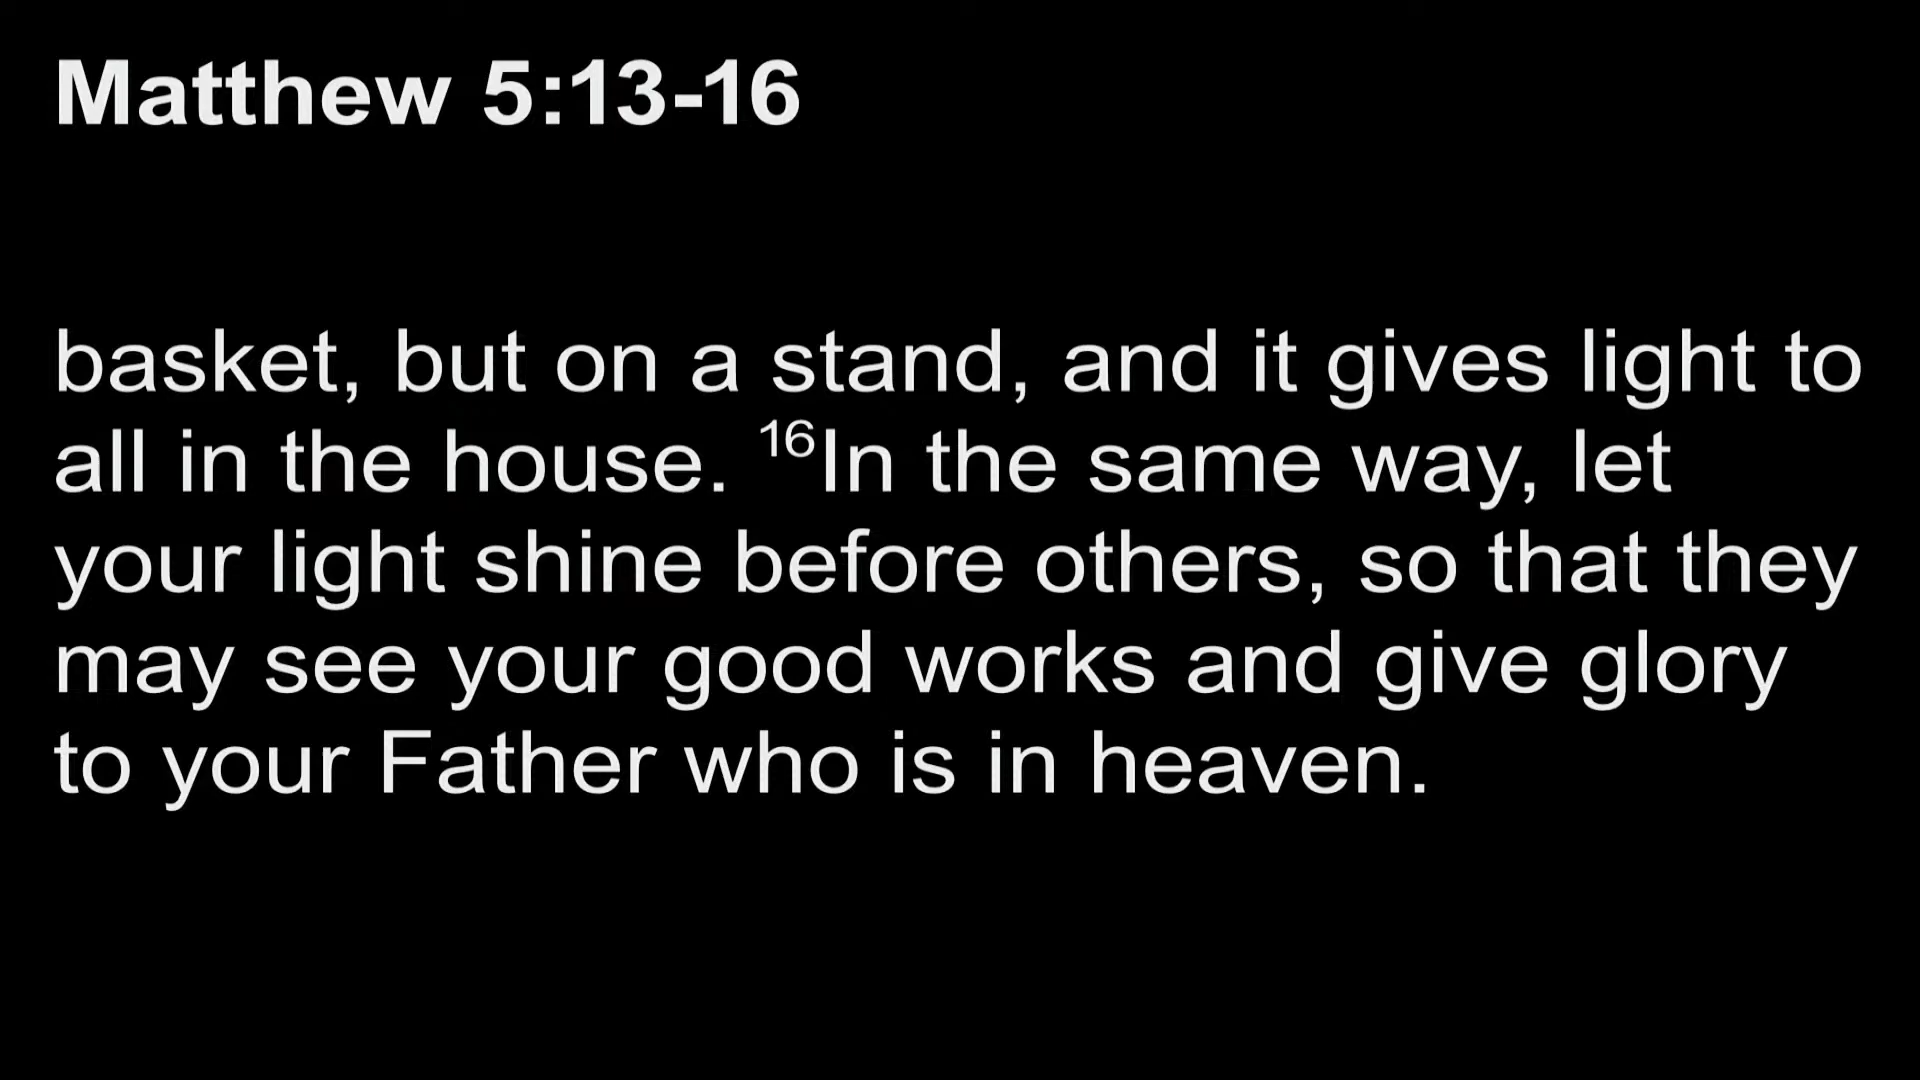 Matthew 5:13-16
basket, but on a stand, and it gives light to
all in the house. ¹⁶In the same way, let
your light shine before others, so that they
may see your good works and give glory
to your Father who is in heaven.